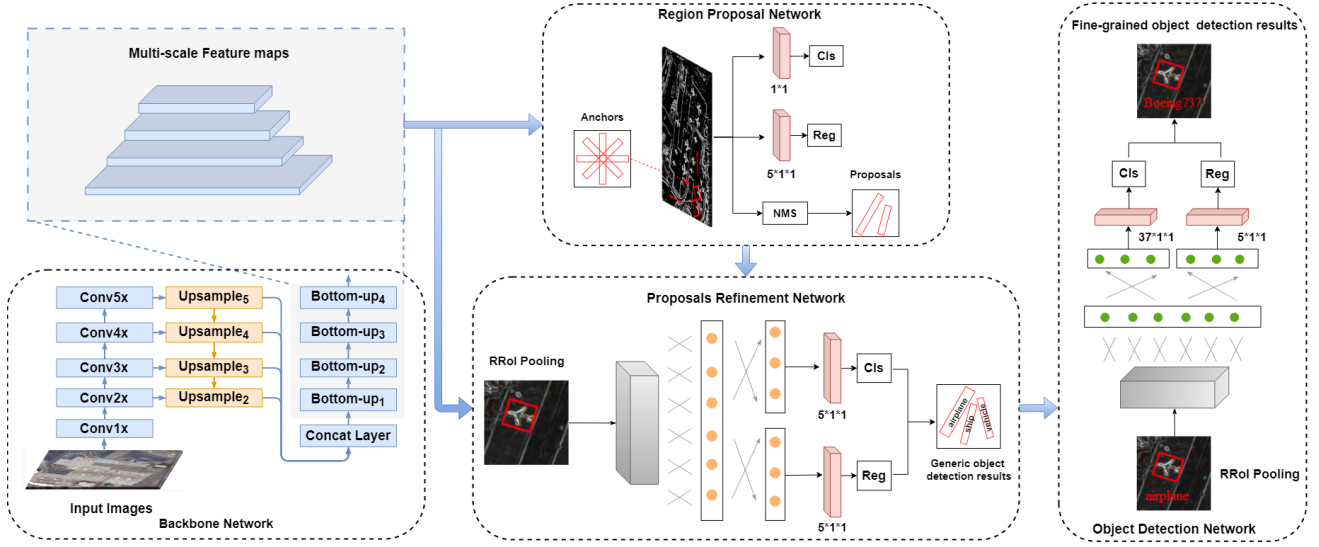 Multi-scale Feature maps
Conv5x
Conv4x
Conv3x
Conv2x
Conv1x
Upsample5
Upsample4
Upsample3
Upsample2
Bottom-up4
Bottom-up3
Bottom-up2
Bottom-up1
Concat Layer
Input Images
Backbone Network
Region Proposal Network
Anchors
1*1
Cls
5*1*1
Reg
NMS
Proposals
Proposals Refinement Network
RRoI Pooling
5*1*1
Cls
5*1*1
Reg
airplane
ship
vehicle
Generic object
detection results
Fine-grained object detection results
Boeing737
Cls
Reg
37*1*1
5*1*1
airplane
RRoI Pooling
Object Detection Network